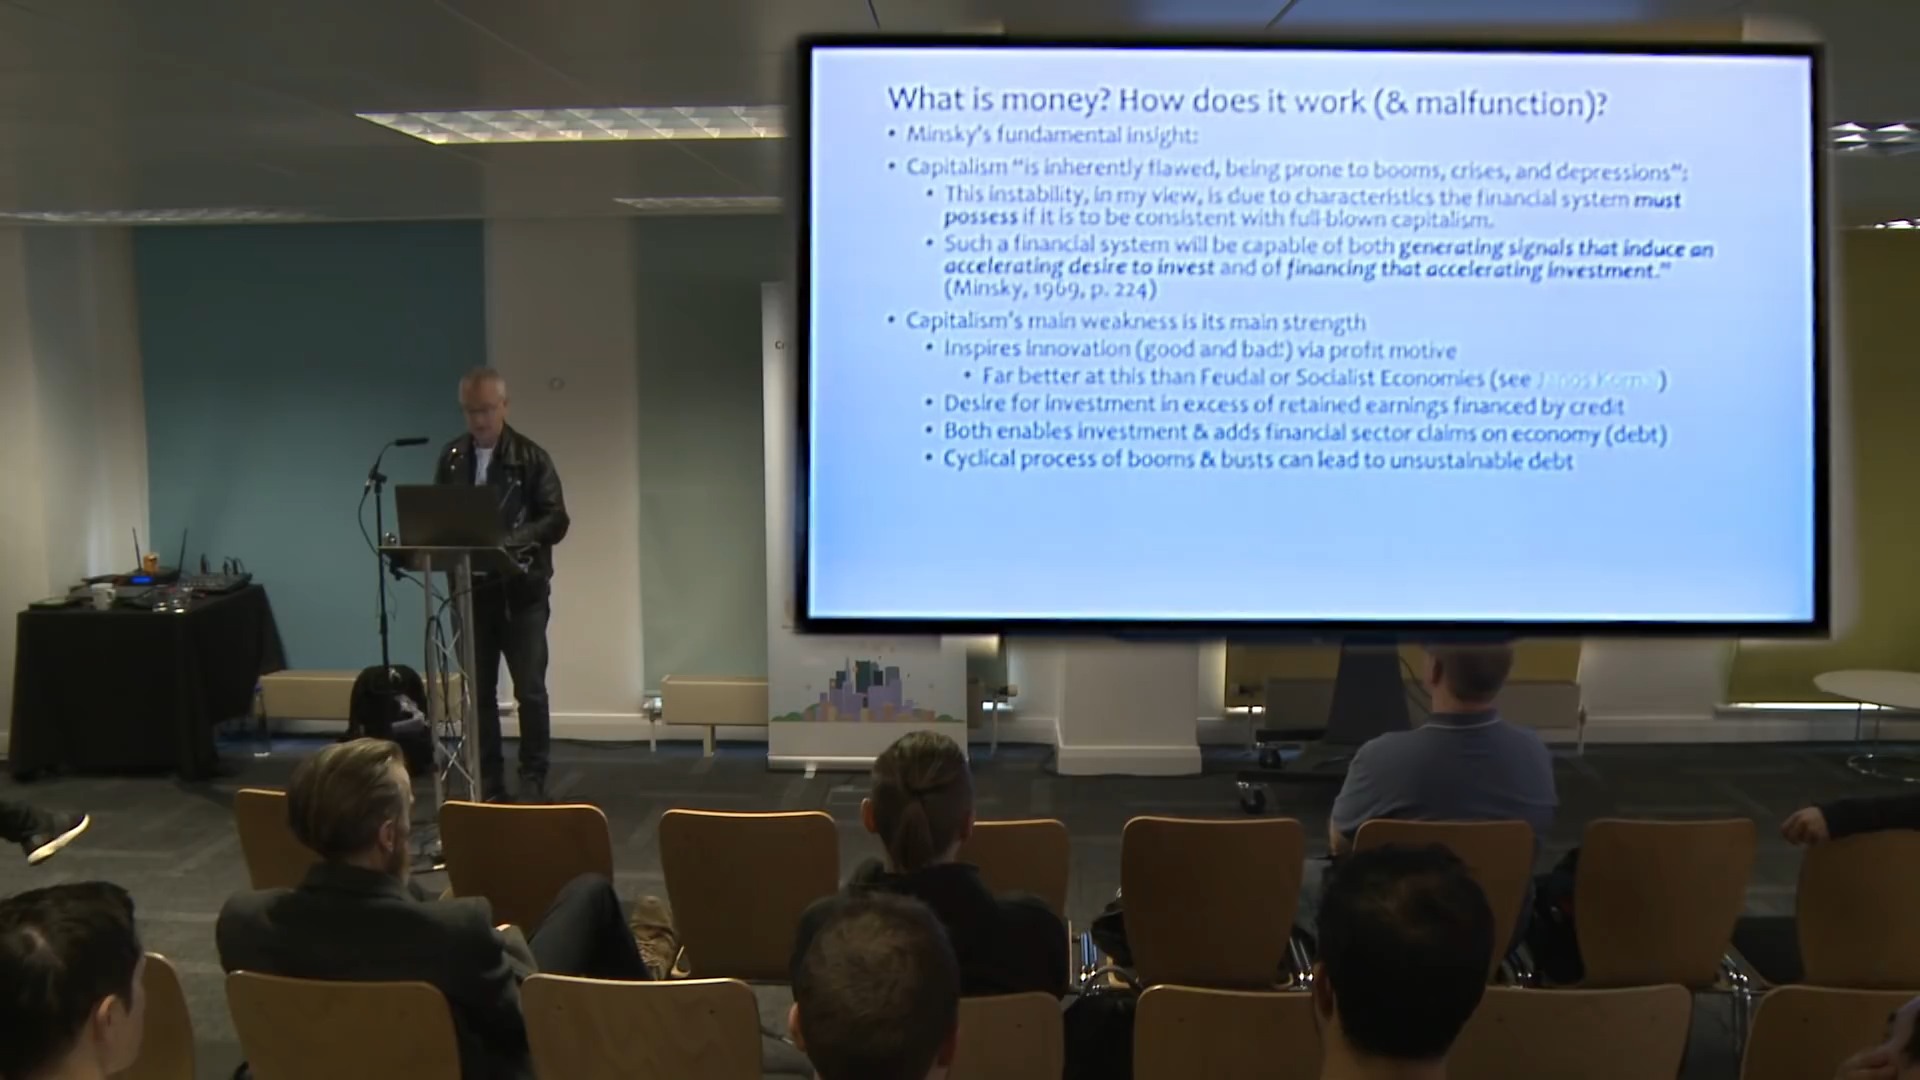 What is money? How does it work (& malfunction)?
• Minsky's fundamental insight:
• Capitalism "is inherently flawed, being prone to booms, crises, and depressions":
• This instability, in my view, is due to characteristics the financial system must
possess if it is to be consistent with full-blown capitalism.
• Such a financial system will be capable of both generating signals that induce an
accelerating desire to invest and of financing that accelerating investment."
(Minsky, 1969, p. 224)
• Capitalism's main weakness is its main strength
• Inspires innovation (good and bad!) via profit motive
• Far better at this than Feudal or Socialist Economies (see )
• Desire for investment in excess of retained earnings financed by credit
• Both enables investment & adds financial sector claims on economy (debt)
• Cyclical process of booms & busts can lead to unsustainable debt